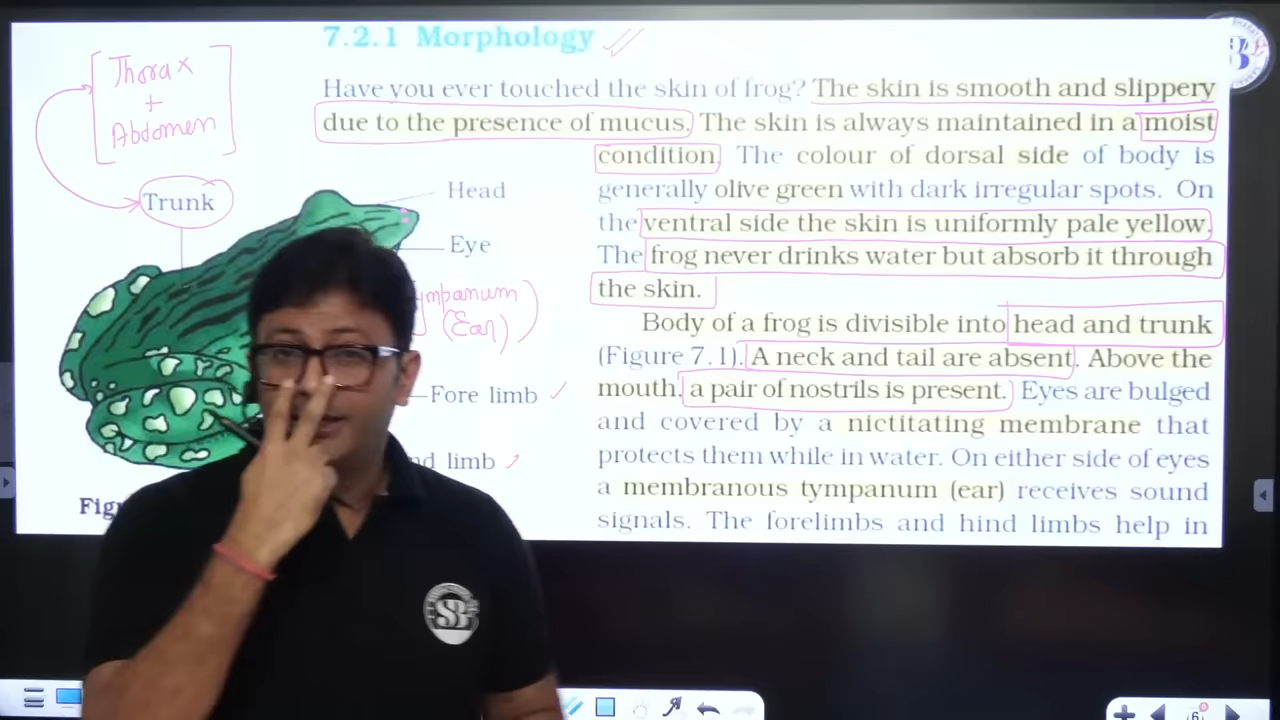 7.2.1 Morphology
Thorax
+
Abdomen
Have you ever touched the skin of frog? The skin is smooth and slippery
due to the presence of mucus. The skin is always maintained in a moist
condition. The colour of dorsal side of body is
generally olive green with dark irregular spots. On
the ventral side the skin is uniformly pale yellow.
The frog never drinks water but absorb it through
the skin.
Trunk
Head
Eye
(Ear)
Fore limb
limb
Body of a frog is divisible into head and trunk
(Figure 7.1). A neck and tail are absent. Above the
mouth, a pair of nostrils is present. Eyes are bulged
and covered by a nictitating membrane that
protects them while in water. On either side of eyes
a membranous tympanum (ear) receives sound
signals. The forelimbs and hind limbs help in
SB
6